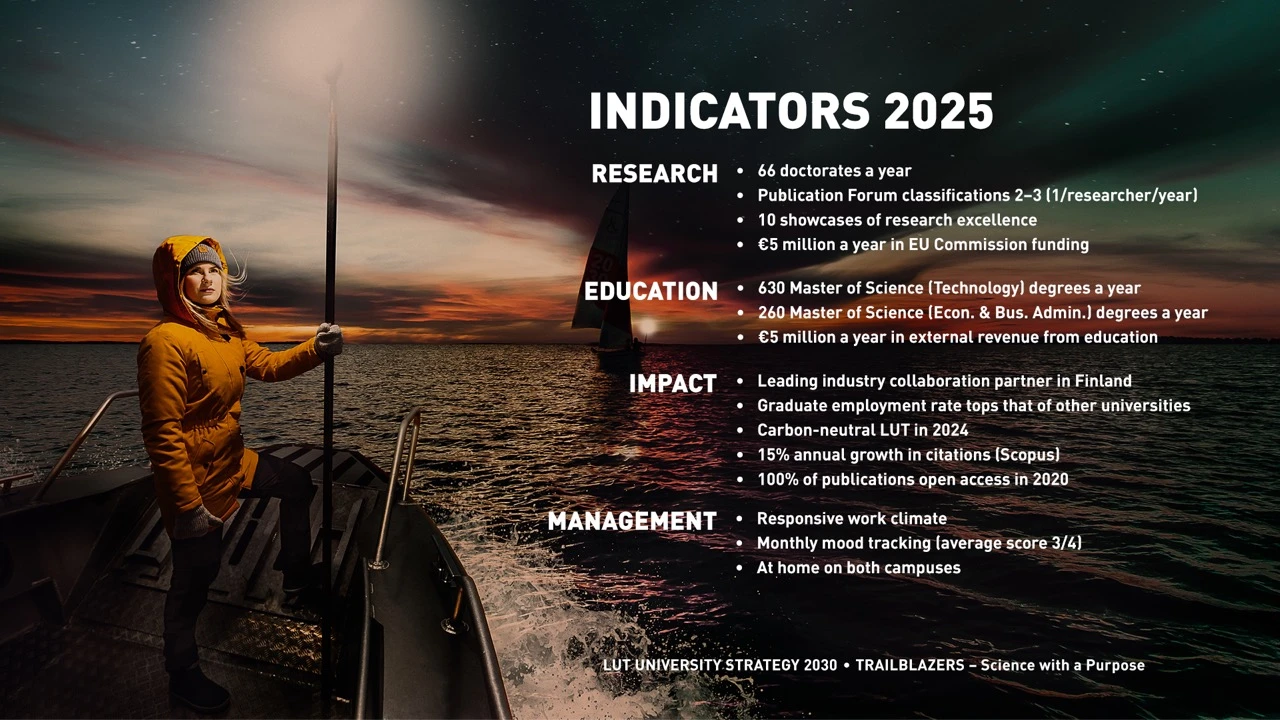 INDICATORS 2025
RESEARCH
• 66 doctorates a year
• Publication Forum classifications 2–3 (1/researcher/year)
• 10 showcases of research excellence
• €5 million a year in EU Commission funding
EDUCATION
• 630 Master of Science (Technology) degrees a year
• 260 Master of Science (Econ. & Bus. Admin.) degrees a year
• €5 million a year in external revenue from education
IMPACT
• Leading industry collaboration partner in Finland
• Graduate employment rate tops that of other universities
• Carbon-neutral LUT in 2024
• 15% annual growth in citations (Scopus)
• 100% of publications open access in 2020
MANAGEMENT
• Responsive work climate
• Monthly mood tracking (average score 3/4)
• At home on both campuses
LUT UNIVERSITY STRATEGY 2030 • TRAILBLAZERS – Science with a Purpose